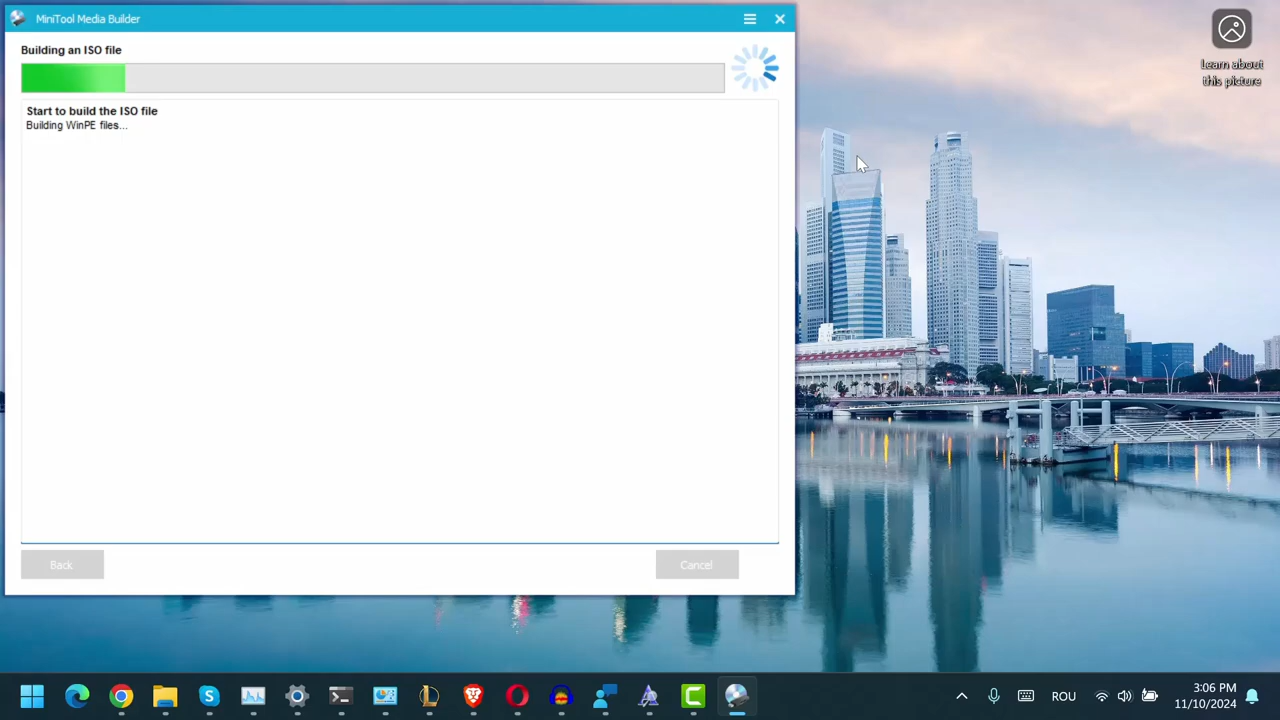 MiniTool Media Builder
Building an ISO file
Start to build the ISO file
Building WinPE files...
Back
Cancel
Learn about
this picture
ROU
3:06 PM
11/10/2024